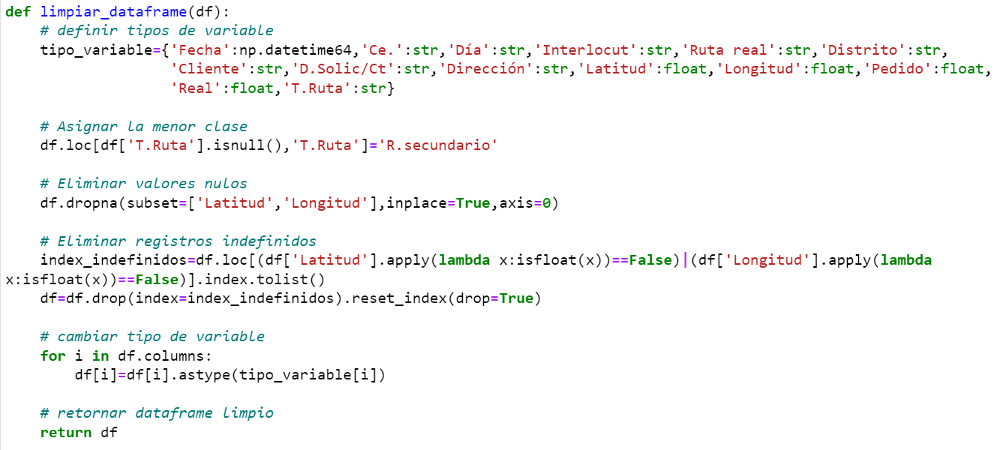 def limpiar_dataframe(df):
    # definir tipos de variable
    tipo_variable={'Fecha':np.datetime64,'Ce.':str,'Día':str,'Interlocut':str,'Ruta real':str,'Distrito':str,
                   'Cliente':str,'D.Solic/Ct':str,'Dirección':str,'Latitud':float,'Longitud':float,'Pedido':float,
                   'Real':float,'T.Ruta':str}
    # Asignar la menor clase
    df.loc[df['T.Ruta'].isnull(),'T.Ruta']='R.secundario'
    # Eliminar valores nulos
    df.dropna(subset=['Latitud','Longitud'],inplace=True,axis=0)
    # Eliminar registros indefinidos
    index_indefinidos=df.loc[(df['Latitud'].apply(lambda x:isfloat(x))==False)|(df['Longitud'].apply(lambda
x:isfloat(x))==False)].index.tolist()
    df=df.drop(index=index_indefinidos).reset_index(drop=True)
    # cambiar tipo de variable
    for i in df.columns:
        df[i]=df[i].astype(tipo_variable[i])
    # retornar dataframe limpio
    return df